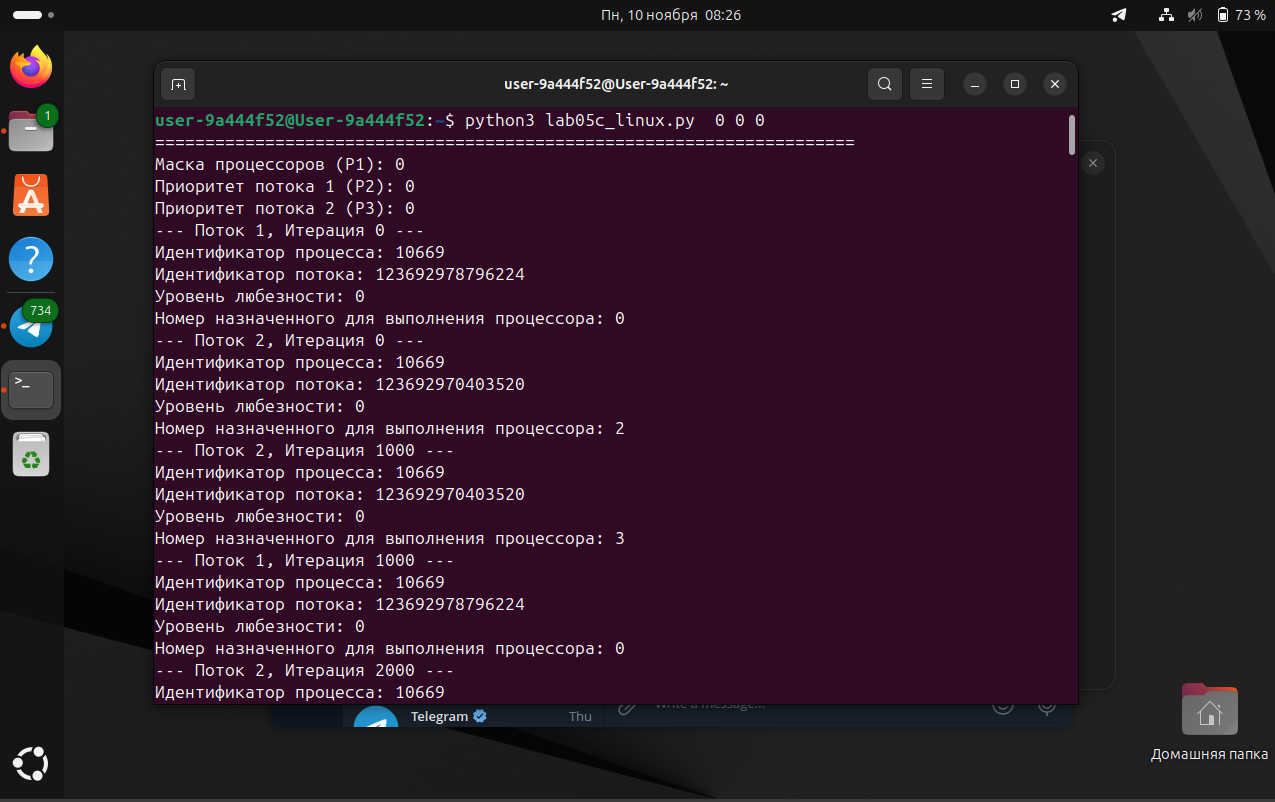 Пн, 10 ноября 08:26
73 %
1
734
user-9a444f52@User-9a444f52: ~
user-9a444f52@User-9a444f52:~$ python3 lab05c_linux.py  0 0 0
======================================================================
Маска процессоров (P1): 0
Приоритет потока 1 (P2): 0
Приоритет потока 2 (P3): 0
--- Поток 1, Итерация 0 ---
Идентификатор процесса: 10669
Идентификатор потока: 123692978796224
Уровень любезности: 0
Номер назначенного для выполнения процессора: 0
--- Поток 2, Итерация 0 ---
Идентификатор процесса: 10669
Идентификатор потока: 123692970403520
Уровень любезности: 0
Номер назначенного для выполнения процессора: 2
--- Поток 2, Итерация 1000 ---
Идентификатор процесса: 10669
Идентификатор потока: 123692970403520
Уровень любезности: 0
Номер назначенного для выполнения процессора: 3
--- Поток 1, Итерация 1000 ---
Идентификатор процесса: 10669
Идентификатор потока: 123692978796224
Уровень любезности: 0
Номер назначенного для выполнения процессора: 0
--- Поток 2, Итерация 2000 ---
Идентификатор процесса: 10669
Telegram
Thu
Write a message...
Домашняя папка